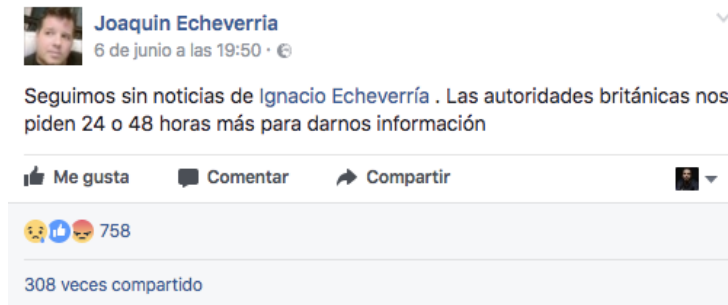 Joaquin Echeverria
6 de junio a las 19:50 ·
Seguimos sin noticias de Ignacio Echeverría . Las autoridades británicas nos
piden 24 o 48 horas más para darnos información
Me gusta Comentar Compartir
758
308 veces compartido